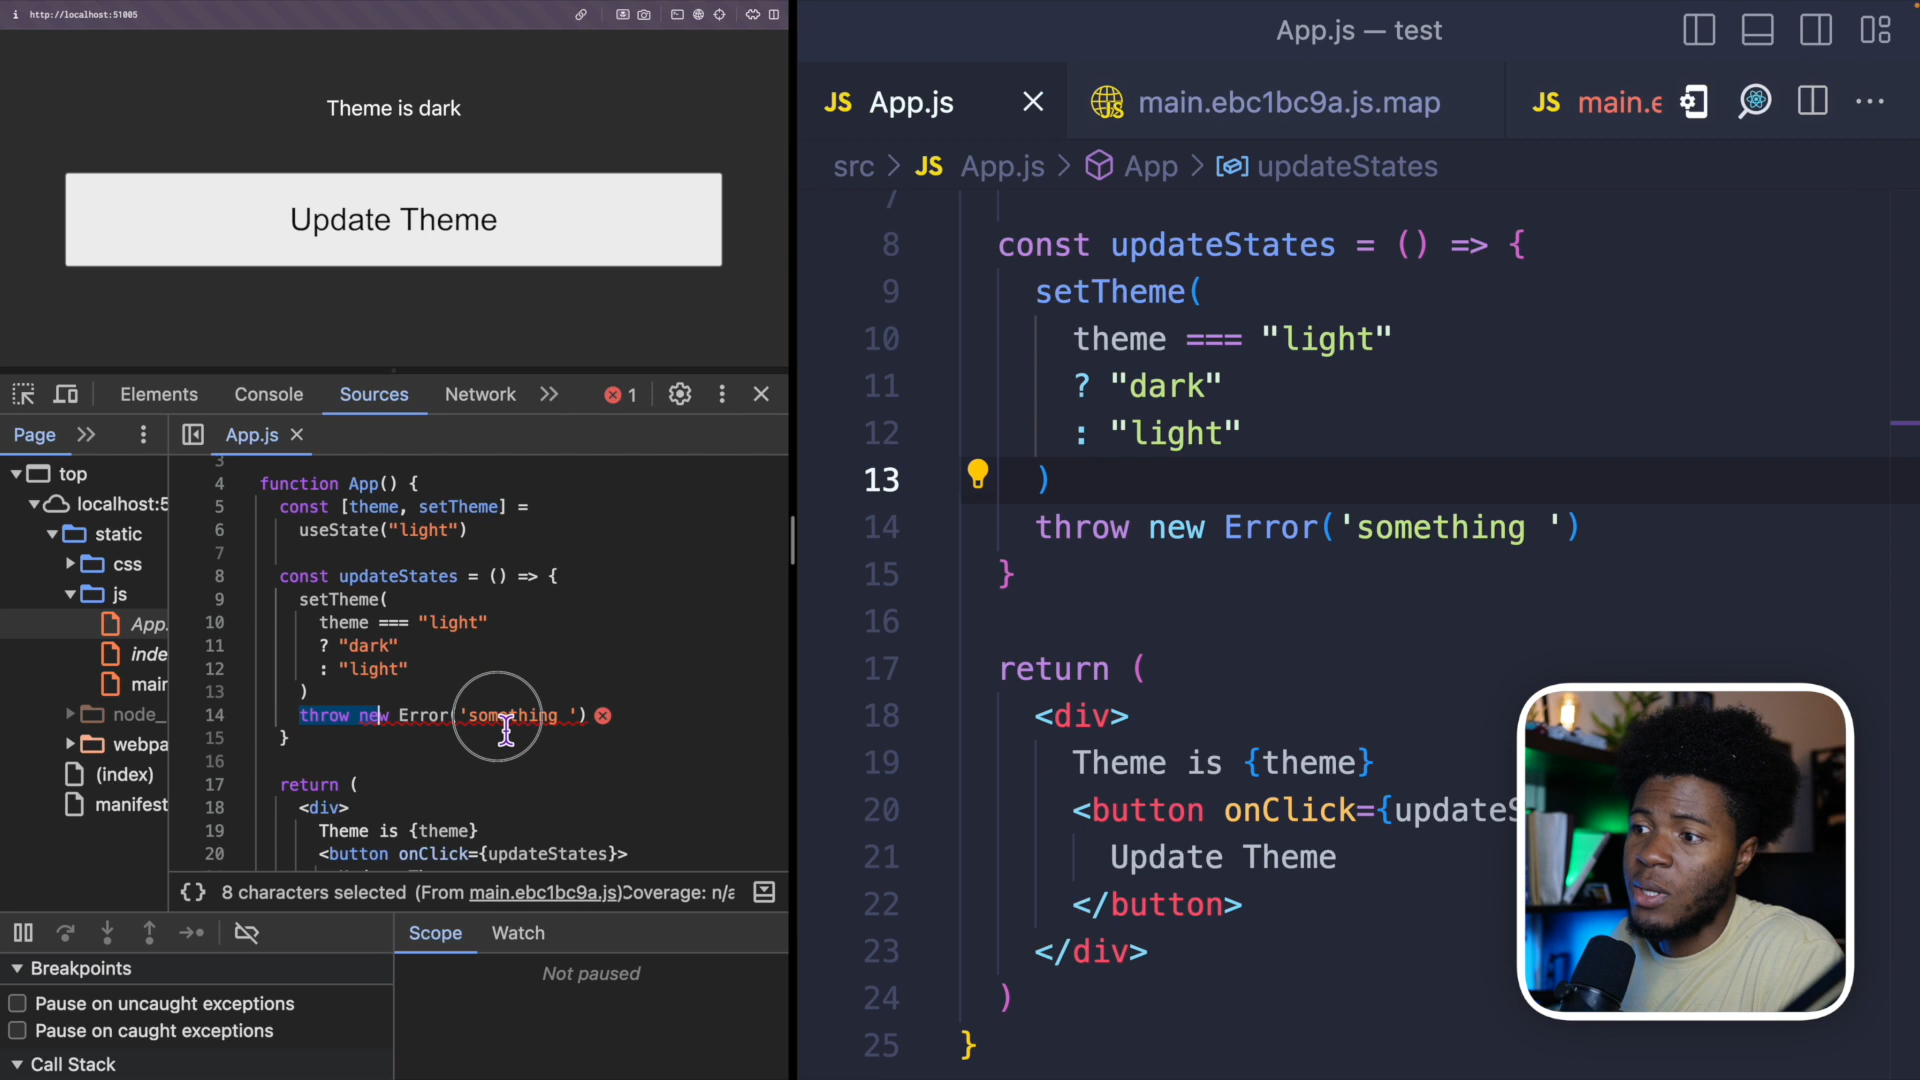 http://localhost:51005
Theme is dark
Update Theme
Elements Console Sources Network 1
Page
App.js
top
localhost:5
static
css
js
App.
inde
mair
node_
webpa
(index)
manifest
3
4 function App() {
5 const [theme, setTheme] =
6 useState("light")
7
8 const updateStates = () => {
9 setTheme(
10 theme === "light"
11 ? "dark"
12 : "light"
13 )
14 throw new Error('something ')
15 }
16
17 return (
18 <div>
19 Theme is {theme}
20 <button onClick={updateStates}>
{} 8 characters selected (From main.ebc1bc9a.js) Coverage: n/a
Breakpoints
Pause on uncaught exceptions
Pause on caught exceptions
Call Stack
Scope Watch
Not paused
App.js — test
JS App.js
JS main.ebc1bc9a.js.map
JS main.e
src > JS App.js > App > updateStates
7
8 const updateStates = () => {
9 setTheme(
10 theme === "light"
11 ? "dark"
12 : "light"
13 )
14 throw new Error('something ')
15 }
16
17 return (
18 <div>
19 Theme is {theme}
20 <button onClick={updateS
21 Update Theme
22 </button>
23 </div>
24 )
25 }